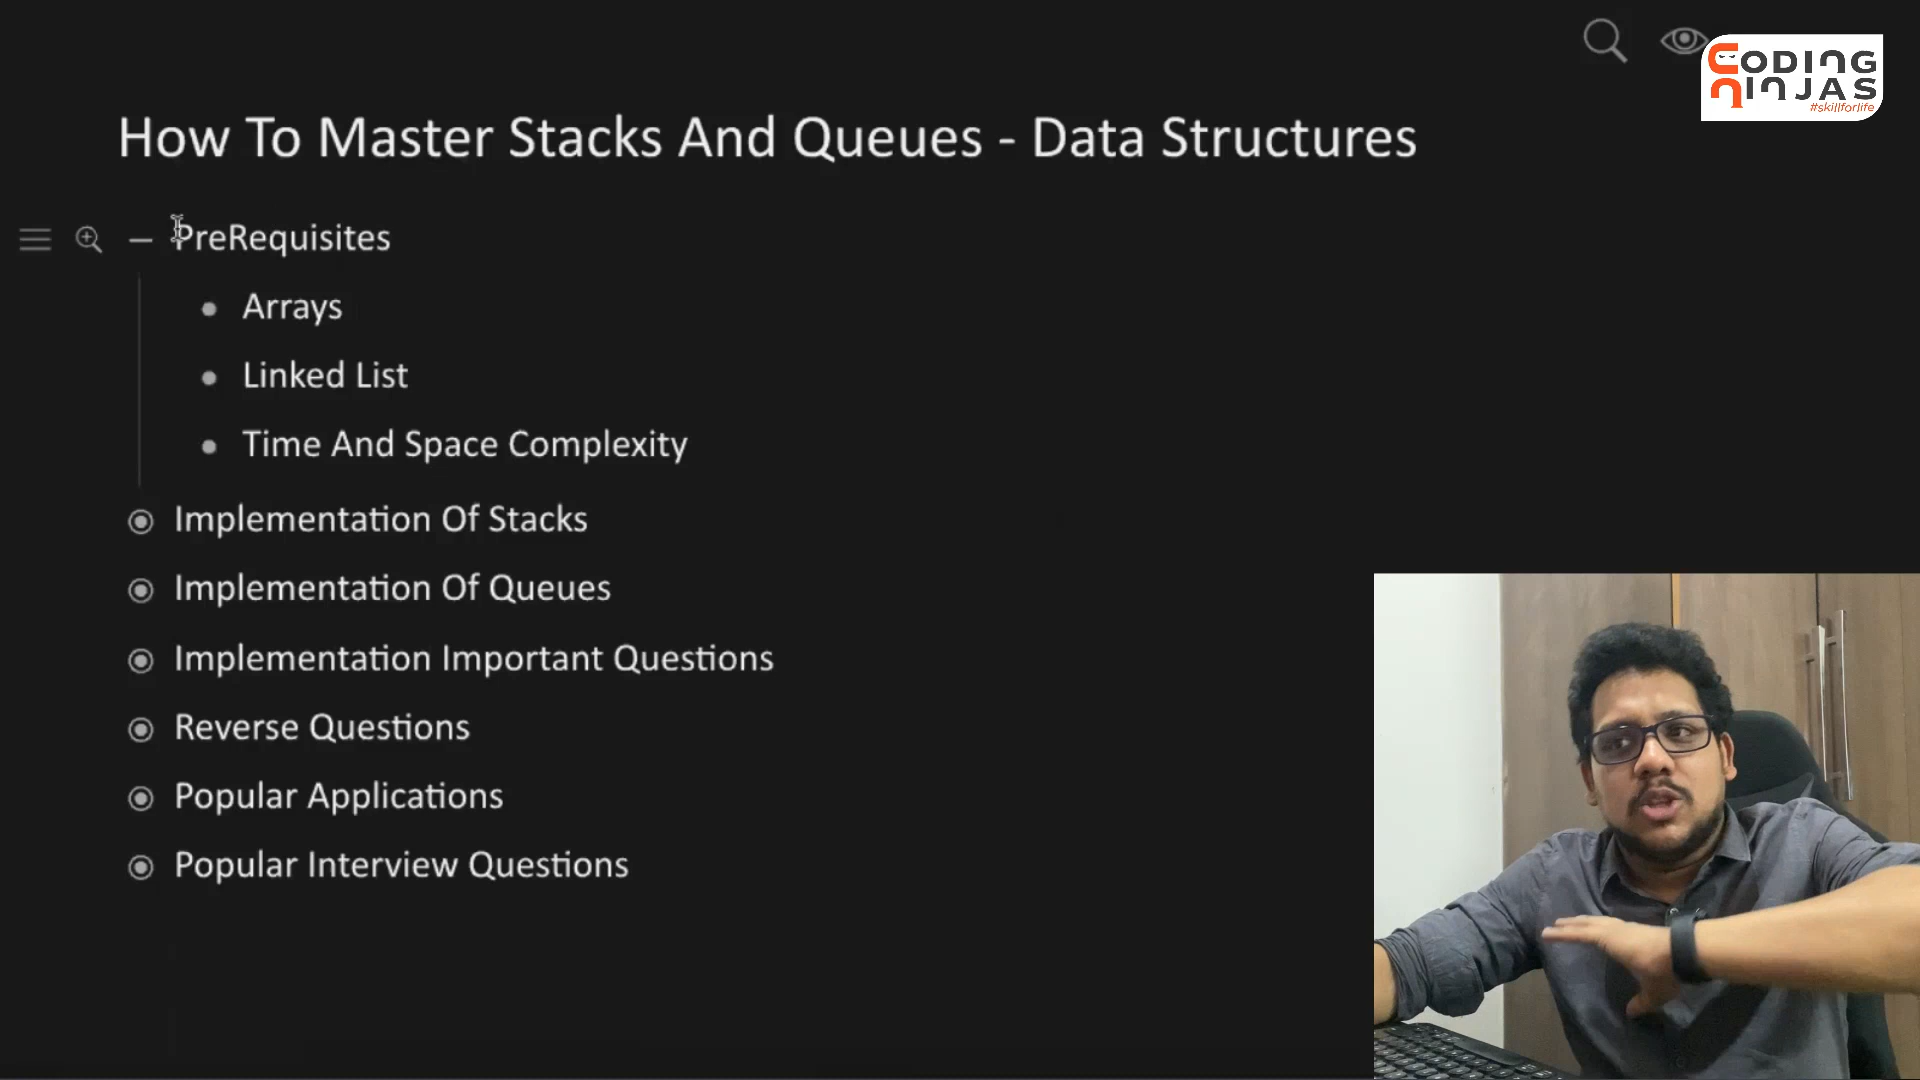 CODING
NINJAS
#skillforlife
How To Master Stacks And Queues - Data Structures
PreRequisites
Arrays
Linked List
Time And Space Complexity
Implementation Of Stacks
Implementation Of Queues
Implementation Important Questions
Reverse Questions
Popular Applications
Popular Interview Questions